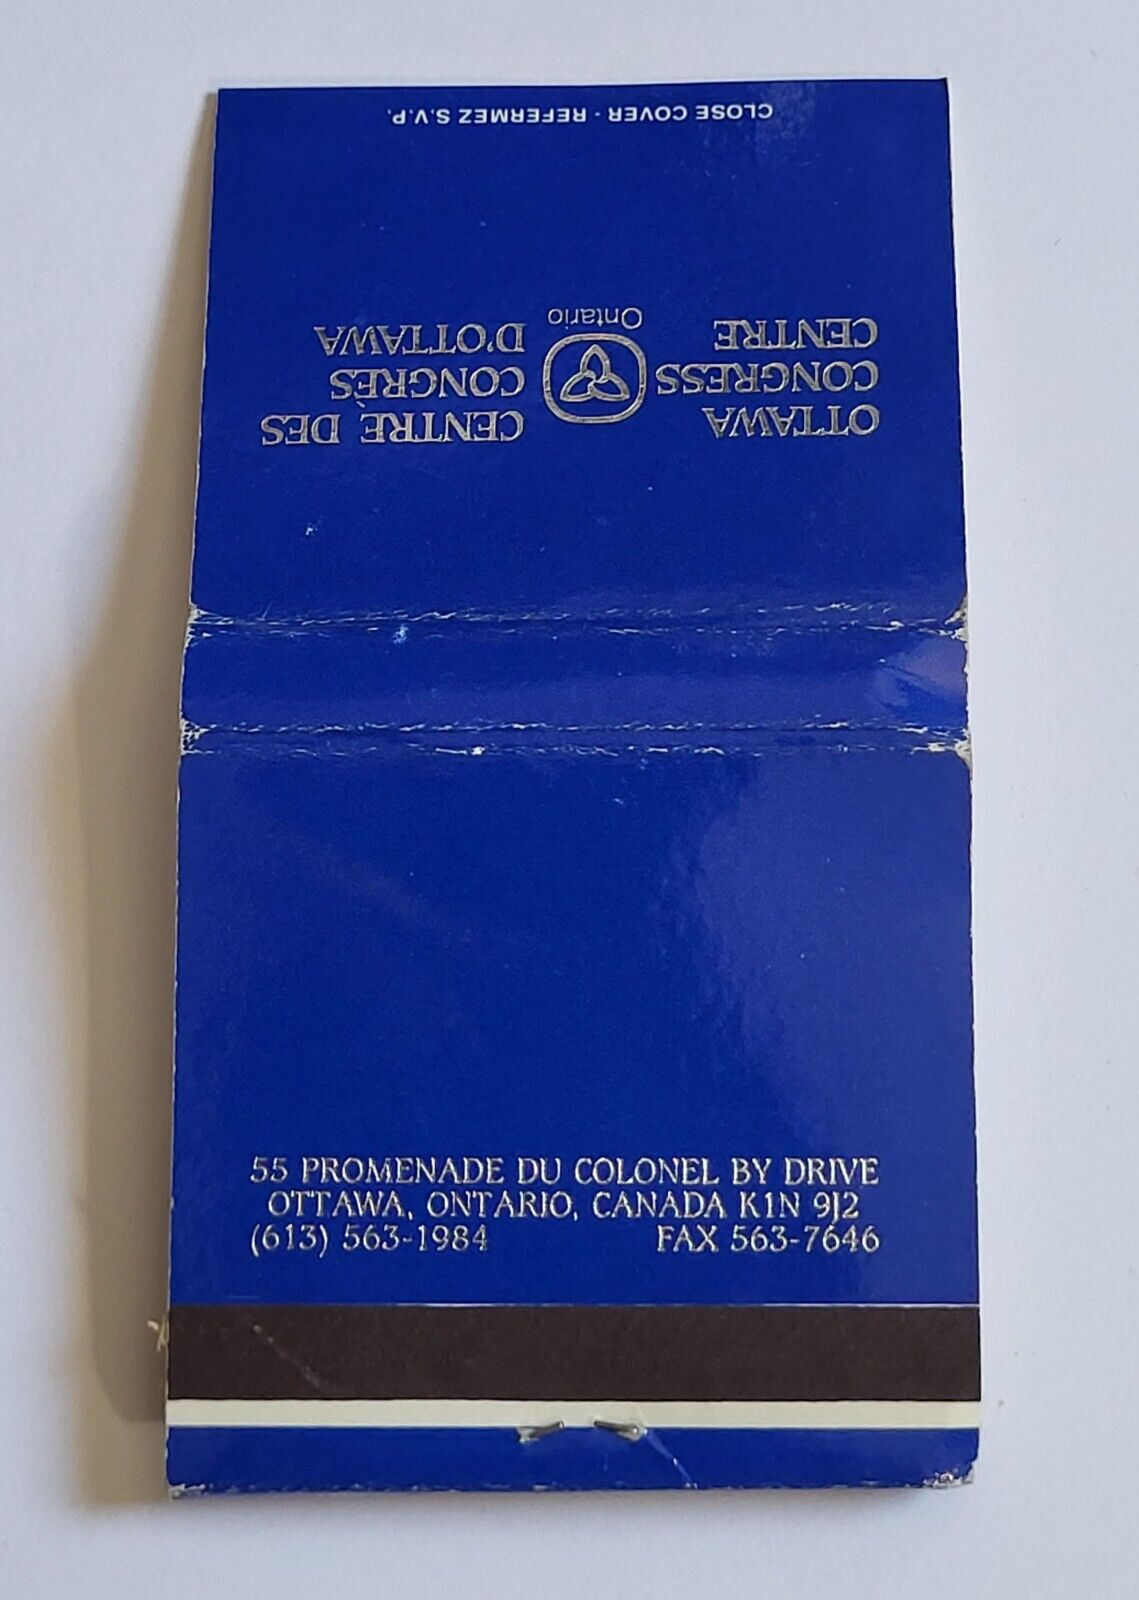 CLOSE COVER - REFERMEZ S.V.P.
OTTAWA
CONGRESS
CENTRE
Ontario
CENTRE DES
CONGRÈS
D'OTTAWA
55 PROMENADE DU COLONEL BY DRIVE
OTTAWA, ONTARIO, CANADA K1N 9J2
(613) 563-1984 FAX 563-7646